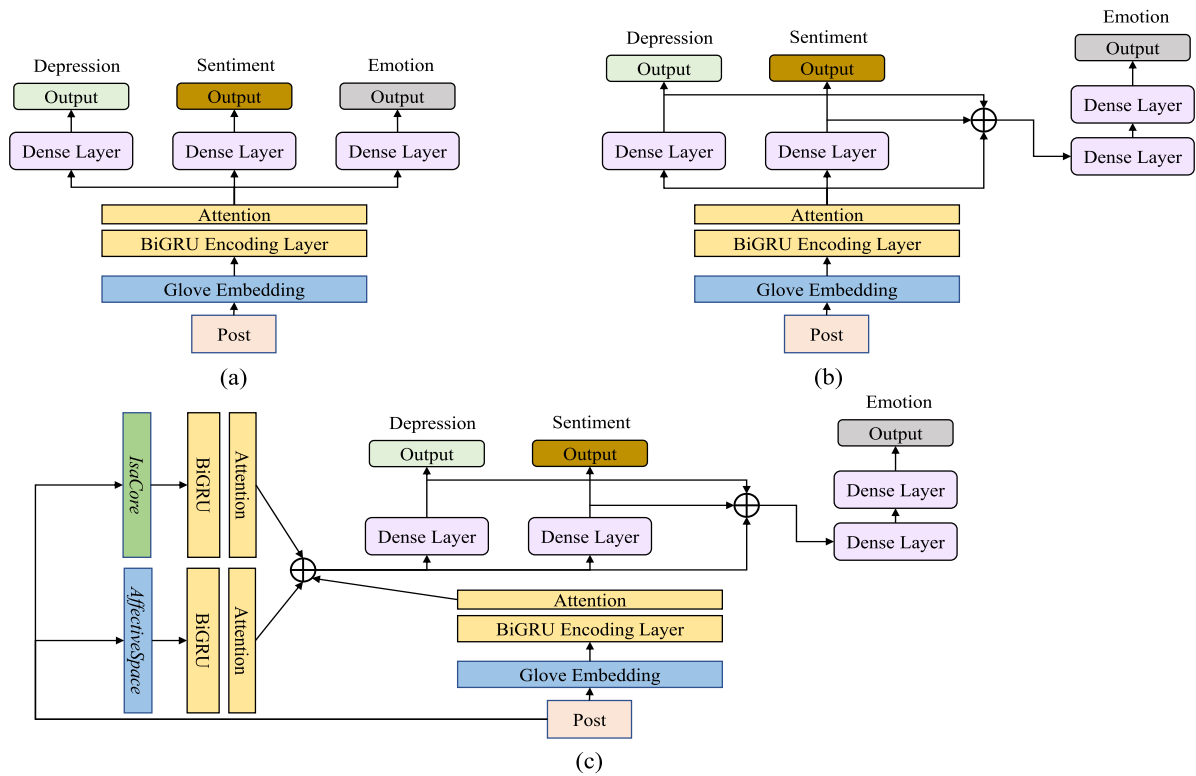 Depression
Sentiment
Emotion
Output
Output
Output
Dense Layer
Dense Layer
Dense Layer
Attention
BiGRU Encoding Layer
Glove Embedding
Post
(a)
Depression
Sentiment
Emotion
Output
Output
Output
Dense Layer
Dense Layer
Dense Layer
Dense Layer
Attention
BiGRU Encoding Layer
Glove Embedding
Post
(b)
IsaCore
BiGRU
Attention
AffectiveSpace
BiGRU
Attention
Depression
Sentiment
Emotion
Output
Output
Output
Dense Layer
Dense Layer
Dense Layer
Dense Layer
Attention
BiGRU Encoding Layer
Glove Embedding
Post
(c)